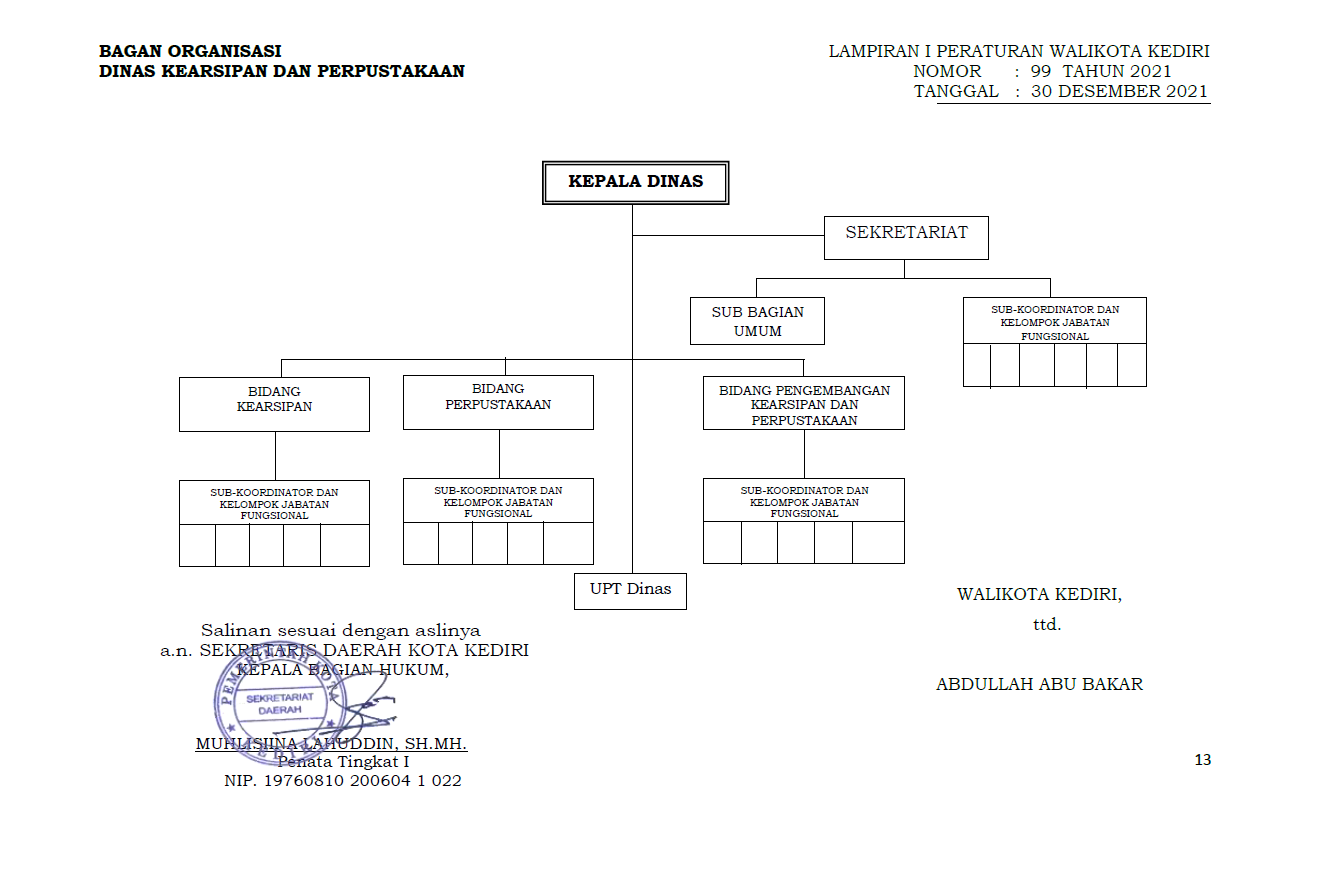 BAGAN ORGANISASI
DINAS KEARSIPAN DAN PERPUSTAKAAN
LAMPIRAN I PERATURAN WALIKOTA KEDIRI
NOMOR : 99 TAHUN 2021
TANGGAL : 30 DESEMBER 2021
KEPALA DINAS
SEKRETARIAT
SUB BAGIAN
UMUM
SUB-KOORDINATOR DAN
KELOMPOK JABATAN
FUNGSIONAL
BIDANG
KEARSIPAN
BIDANG
PERPUSTAKAAN
BIDANG PENGEMBANGAN
KEARSIPAN DAN
PERPUSTAKAAN
SUB-KOORDINATOR DAN
KELOMPOK JABATAN
FUNGSIONAL
SUB-KOORDINATOR DAN
KELOMPOK JABATAN
FUNGSIONAL
SUB-KOORDINATOR DAN
KELOMPOK JABATAN
FUNGSIONAL
UPT Dinas
WALIKOTA KEDIRI,
ttd.
ABDULLAH ABU BAKAR
Salinan sesuai dengan aslinya
a.n. SEKRETARIS DAERAH KOTA KEDIRI
KEPALA BAGIAN HUKUM,
PEMERINTAH KOTA
SEKRETARIAT
DAERAH
KEDIRI
MUHLISIINA LAHUDDIN, SH.MH.
Penata Tingkat I
NIP. 19760810 200604 1 022
13